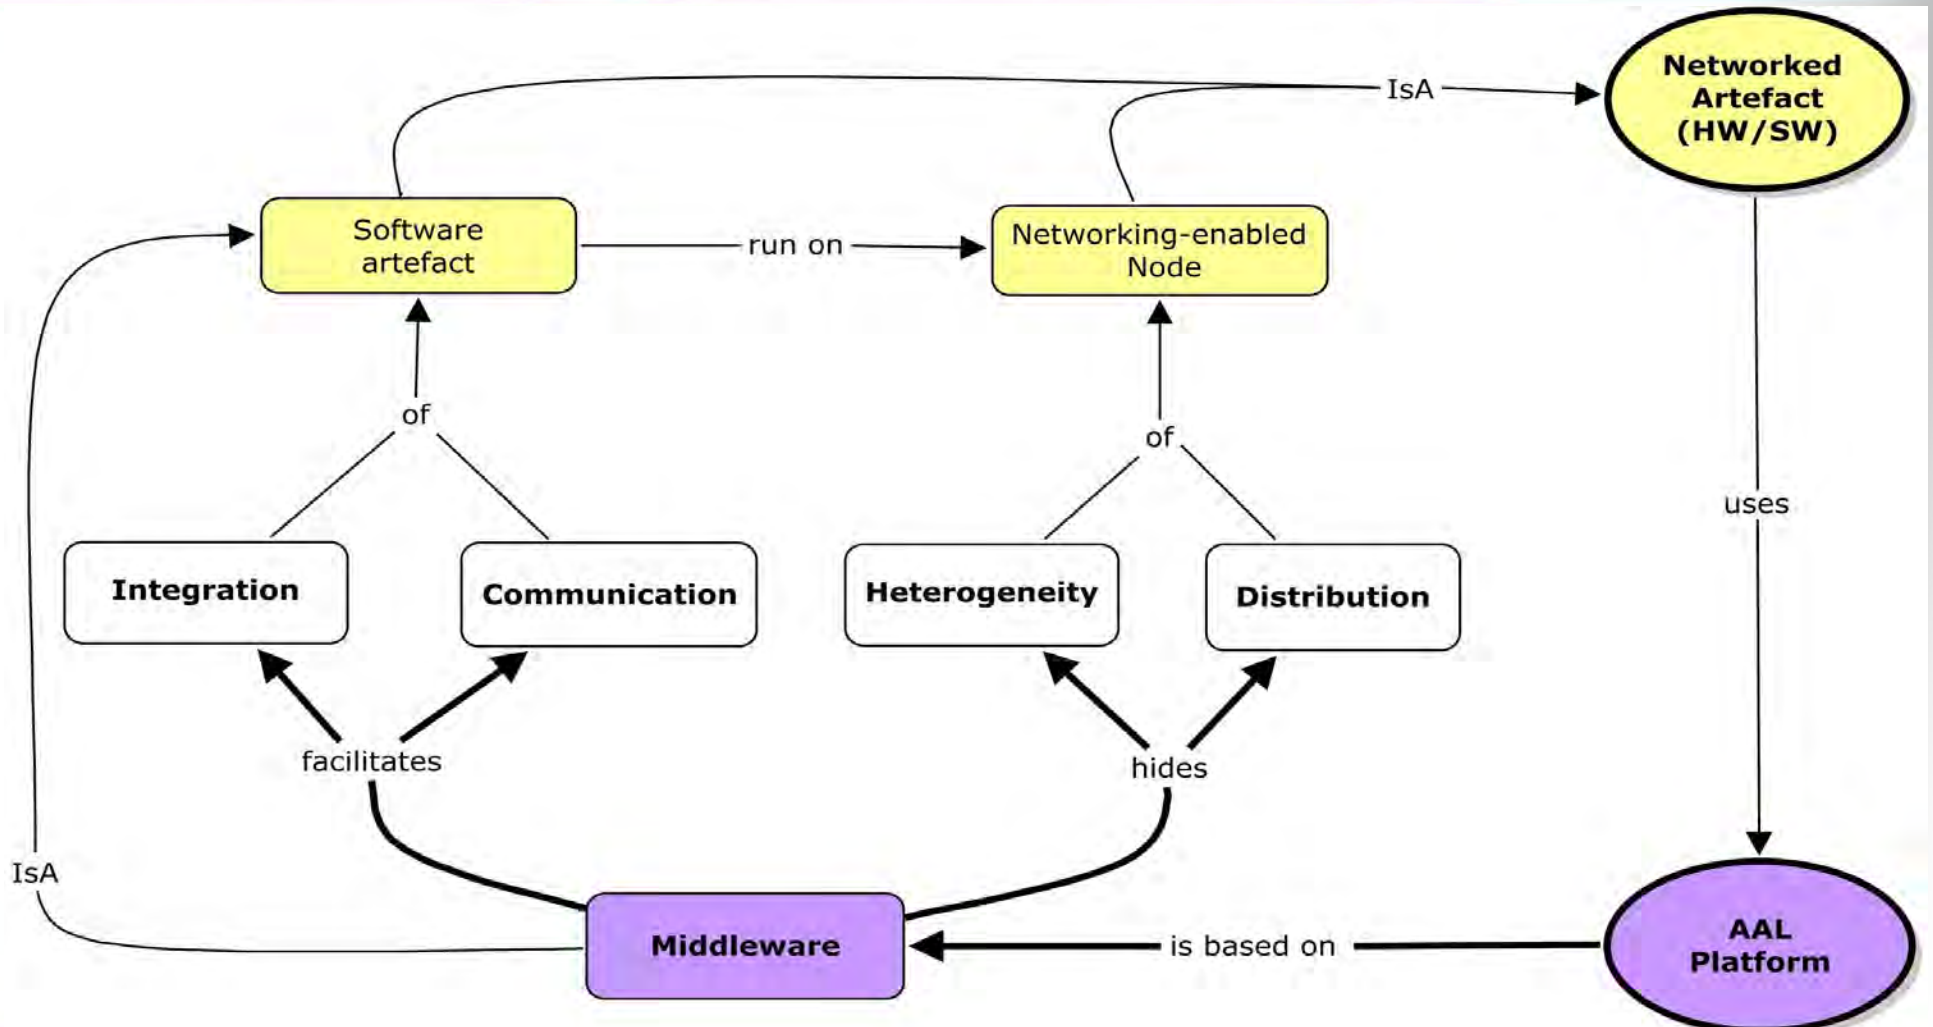 Networked
Artefact
(HW/SW)
IsA
Software
artefact
run on
Networking-enabled
Node
of
of
uses
Integration
Communication
Heterogeneity
Distribution
facilitates
hides
IsA
Middleware
is based on
AAL
Platform